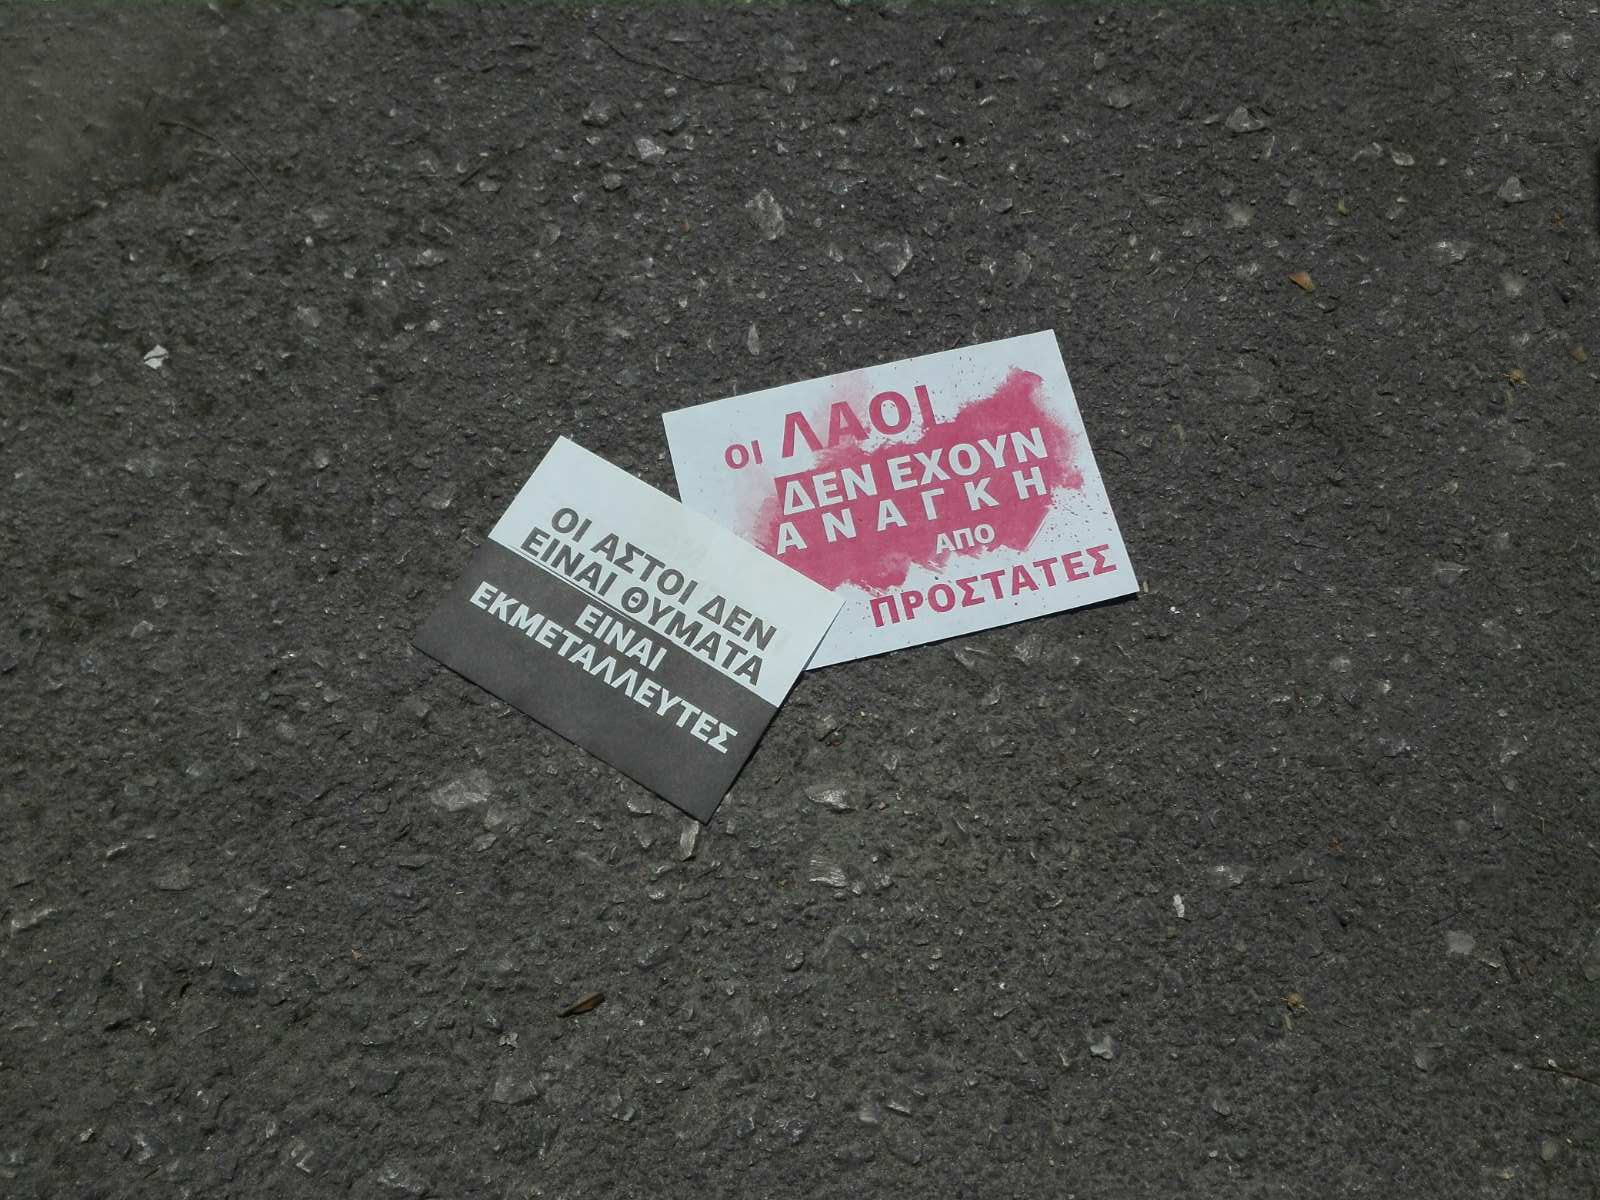 ΟΙ ΛΑΟΙ
ΔΕΝ ΕΧΟΥΝ
ΑΝΑΓΚΗ
ΑΠΟ
ΠΡΟΣΤΑΤΕΣ
ΟΙ ΑΣΤΟΙ ΔΕΝ
ΕΙΝΑΙ ΘΥΜΑΤΑ
ΕΙΝΑΙ
ΕΚΜΕΤΑΛΛΕΥΤΕΣ